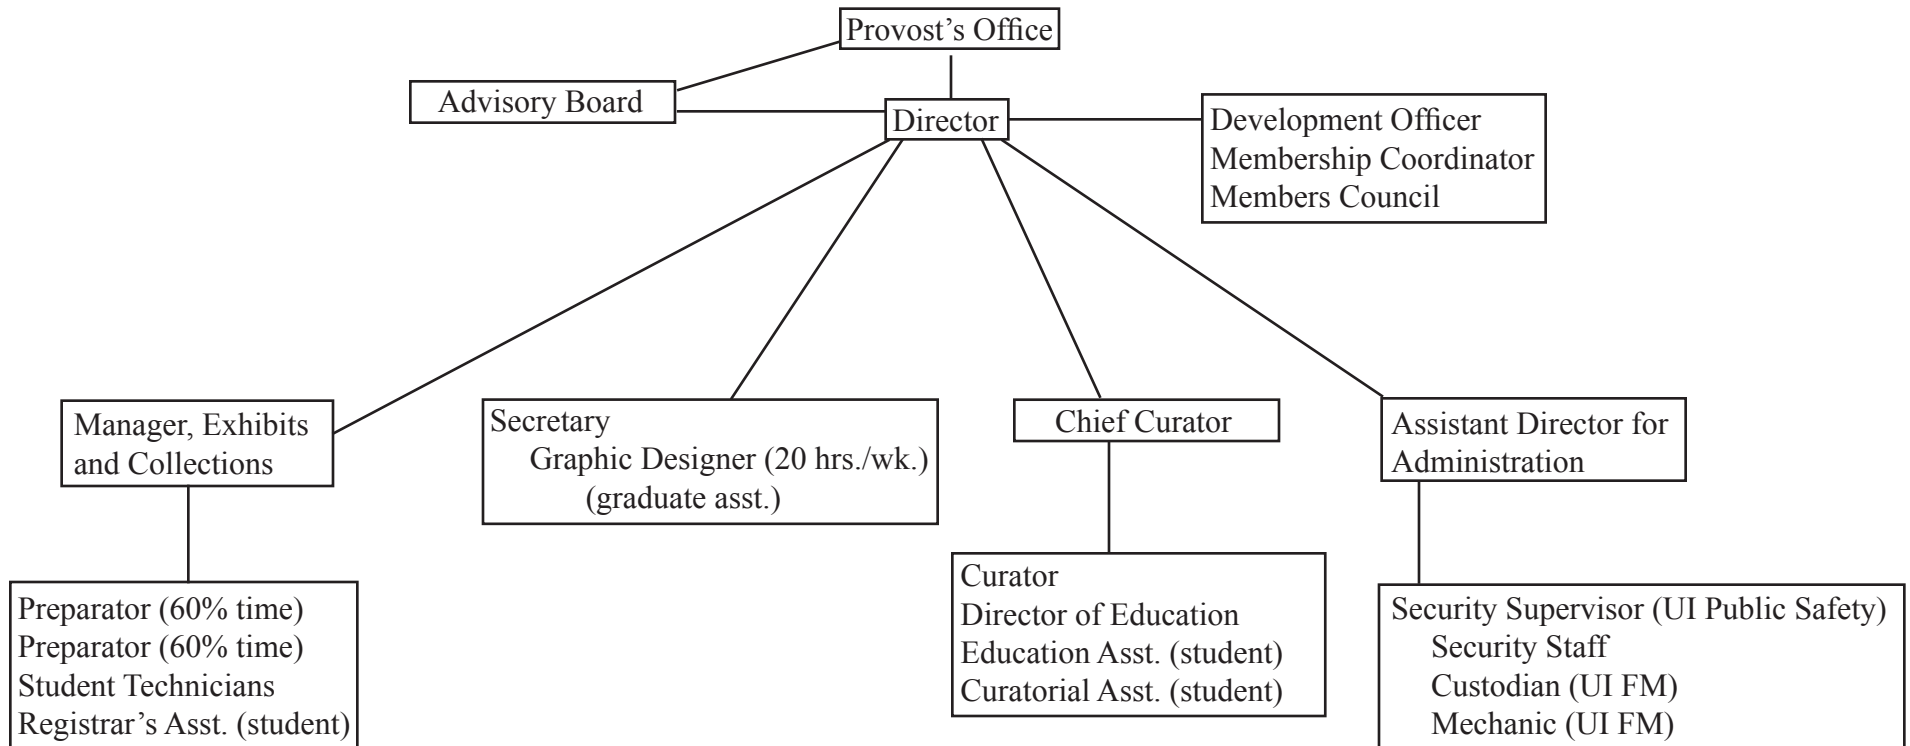 Provost’s Office
Advisory Board
Director
Development Officer
Membership Coordinator
Members Council
Manager, Exhibits
and Collections
Secretary
Graphic Designer (20 hrs./wk.)
(graduate asst.)
Chief Curator
Assistant Director for
Administration
Preparator (60% time)
Preparator (60% time)
Student Technicians
Registrar’s Asst. (student)
Curator
Director of Education
Education Asst. (student)
Curatorial Asst. (student)
Security Supervisor (UI Public Safety)
Security Staff
Custodian (UI FM)
Mechanic (UI FM)